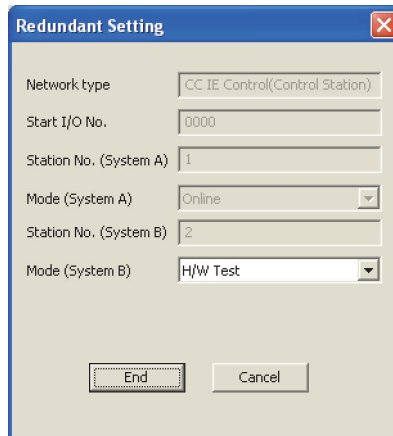 Redundant Setting
Network type CC IE Control(Control Station)
Start I/O No. 0000
Station No. (System A) 1
Mode (System A) Online
Station No. (System B) 2
Mode (System B) H/W Test
End Cancel